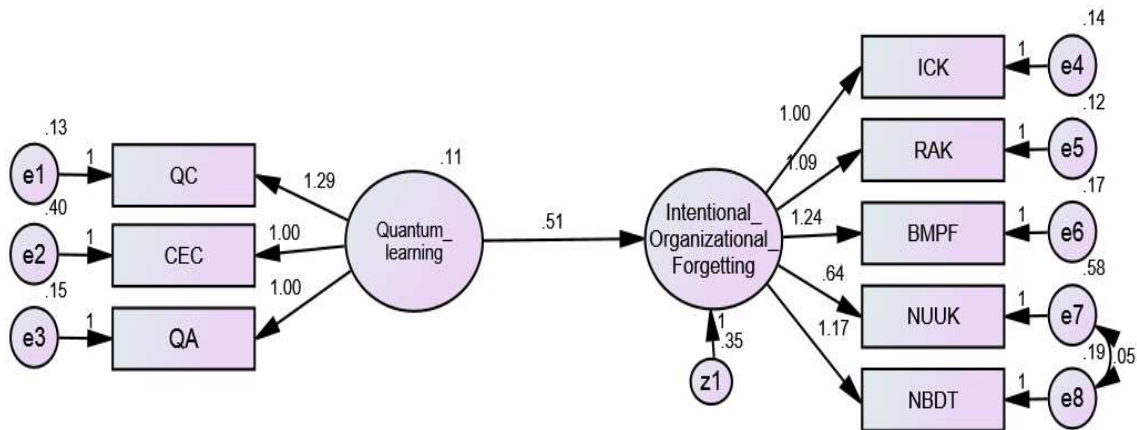 .13
e1
1
QC
1.29
.40
e2
1
CEC
1.00
.15
e3
1
QA
1.00
.11
Quantum_
learning
.51
Intentional_
Organizational_
Forgetting
1
.35
z1
1.00
ICK
1
.14
e4
1.09
RAK
1
.12
e5
1.24
BMPF
1
.17
e6
.64
NUUK
1
.58
e7
1.17
NBDT
1
.19
e8
.05